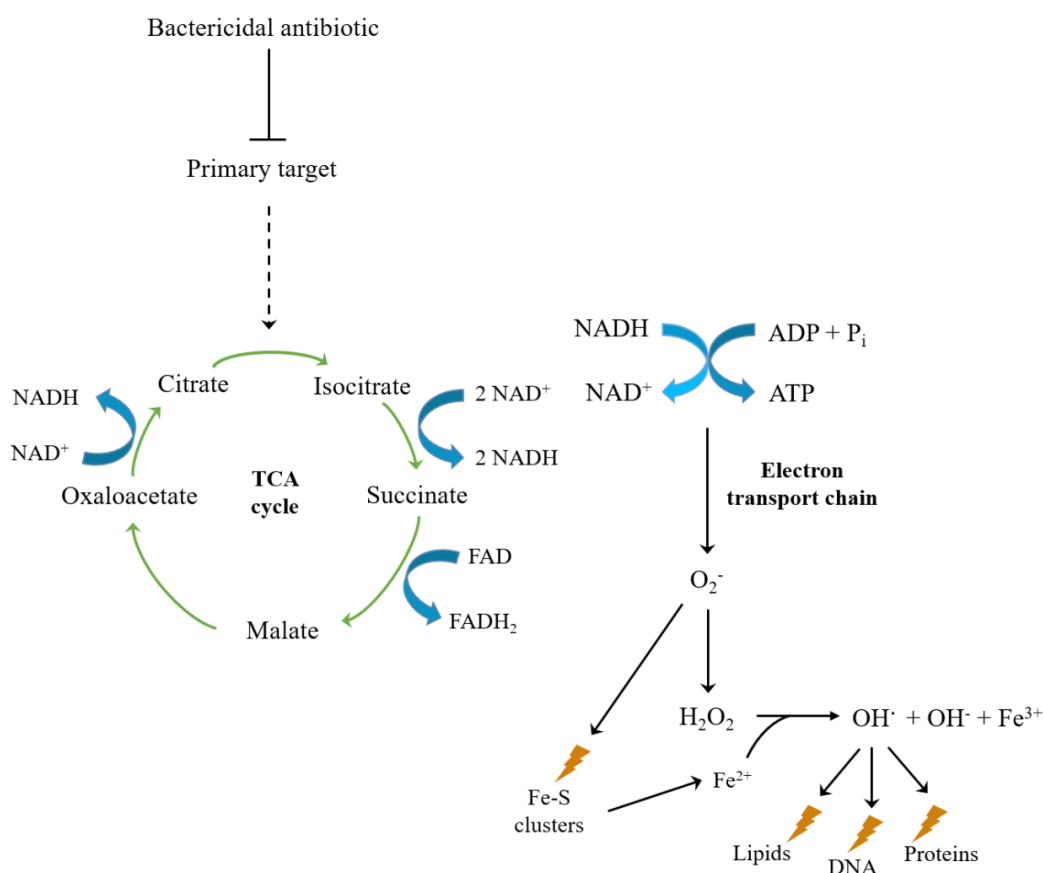 Bactericidal antibiotic
Primary target
NADH
ADP + Pᵢ
NAD⁺
ATP
Citrate
Isocitrate
NADH
NAD⁺
2 NAD⁺
2 NADH
Oxaloacetate
TCA
cycle
Succinate
Electron
transport chain
FAD
FADH₂
Malate
O₂⁻
H₂O₂
OH· + OH⁻ + Fe³⁺
Fe²⁺
Fe-S
clusters
Lipids
DNA
Proteins